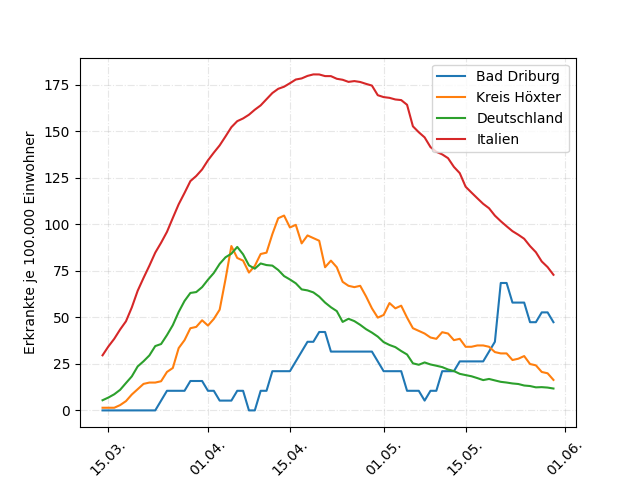 Bad Driburg
Kreis Höxter
Deutschland
Italien
Erkrankte je 100.000 Einwohner
175
150
125
100
75
50
25
0
15.03.
01.04.
15.04.
01.05.
15.05.
01.06.